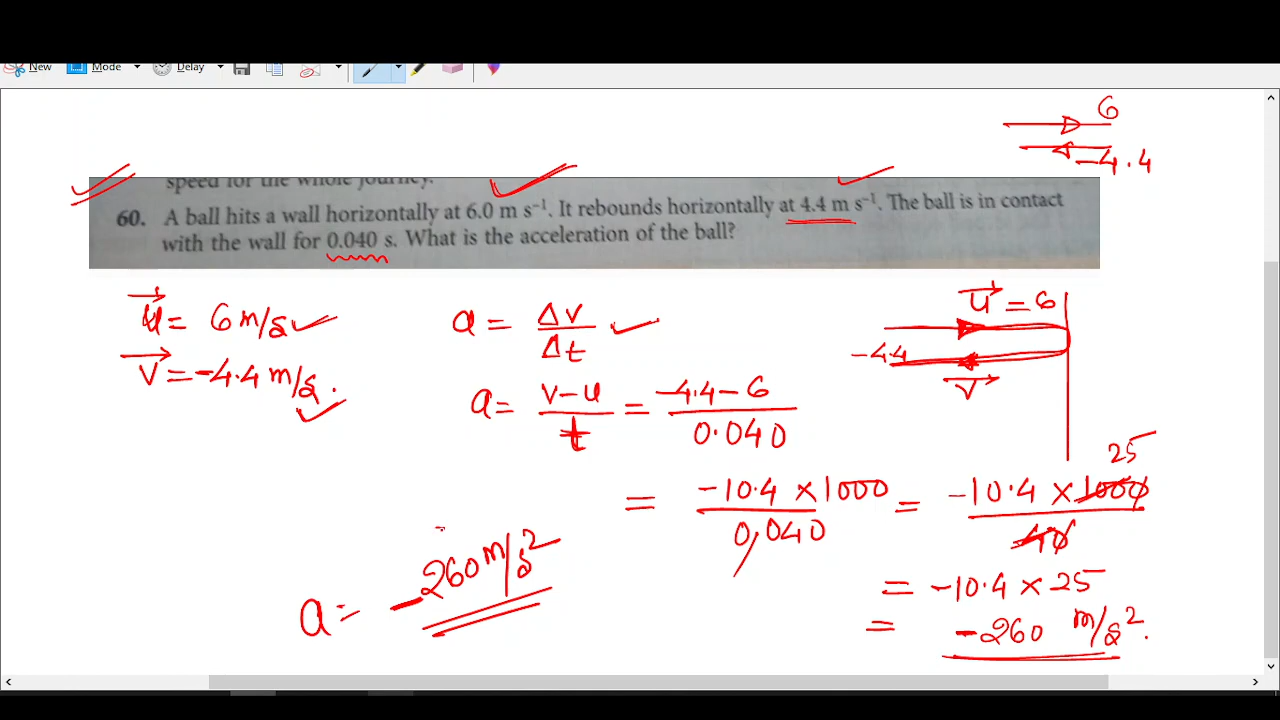 New Mode Delay
6
-4.4
speed for the whole journey.
60. A ball hits a wall horizontally at 6.0 m s⁻¹. It rebounds horizontally at 4.4 m s⁻¹. The ball is in contact
with the wall for 0.040 s. What is the acceleration of the ball?
u = 6 m/s
v = -4.4 m/s.
a = Δv/Δt
a = v-u/t = -4.4-6/0.040
u = 6
-4.4
v
= -10.4 × 1000/0,040 = -10.4 × 1000/40
25
= -10.4 × 25
= -260 m/s².
a = -260 m/s²